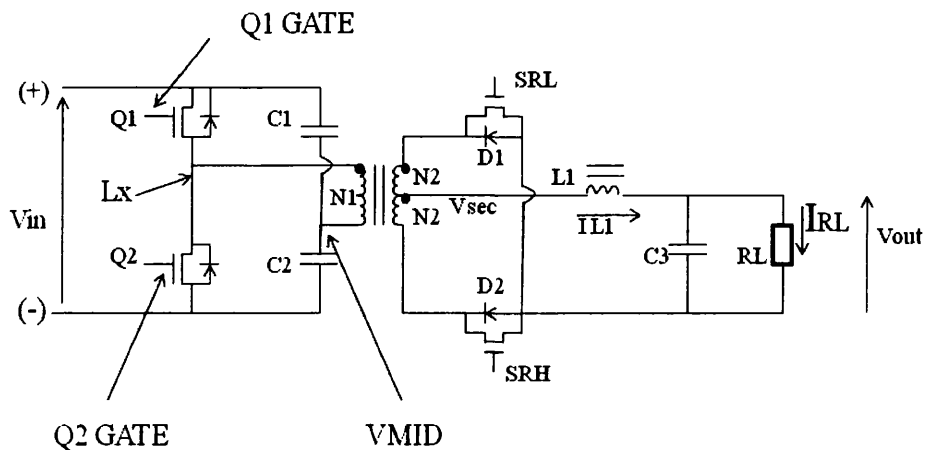 Q1 GATE
(+)
SRL
Q1
C1
D1
L1
Lx
N1
N2
N2
Vsec
IL1
IRL
Vin
Vout
Q2
C2
C3
RL
D2
(-)
SRH
Q2 GATE
VMID